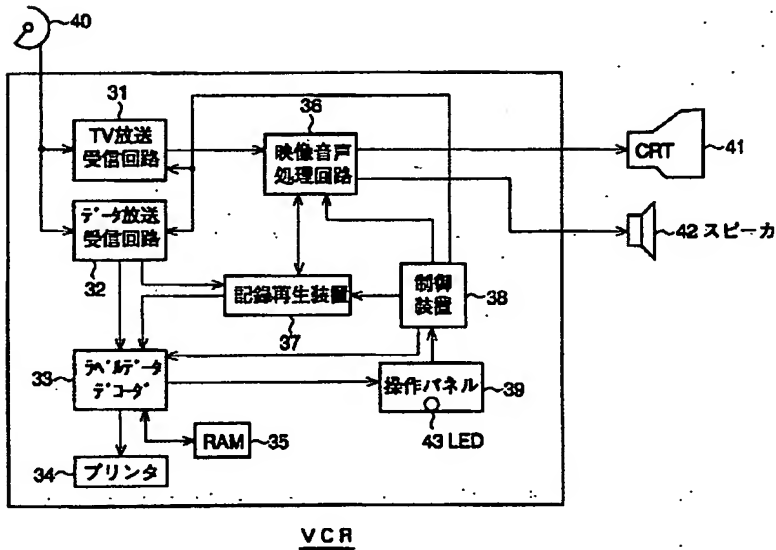 40
31
TV放送
受信回路
36
映像音声
処理回路
CRT
41
データ放送
受信回路
32
42 スピーカ
記録再生装置
37
制御
装置
38
33
ラベルデータ
デコーダ
操作パネル
39
43 LED
RAM
35
34
プリンタ
VCR